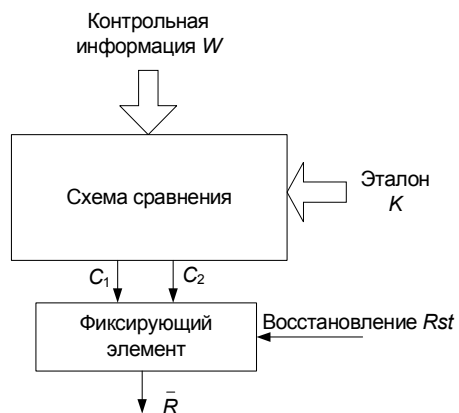 Контрольная
информация W
Схема сравнения
Эталон
K
C₁ C₂
Фиксирующий
элемент
Восстановление Rst
R̄